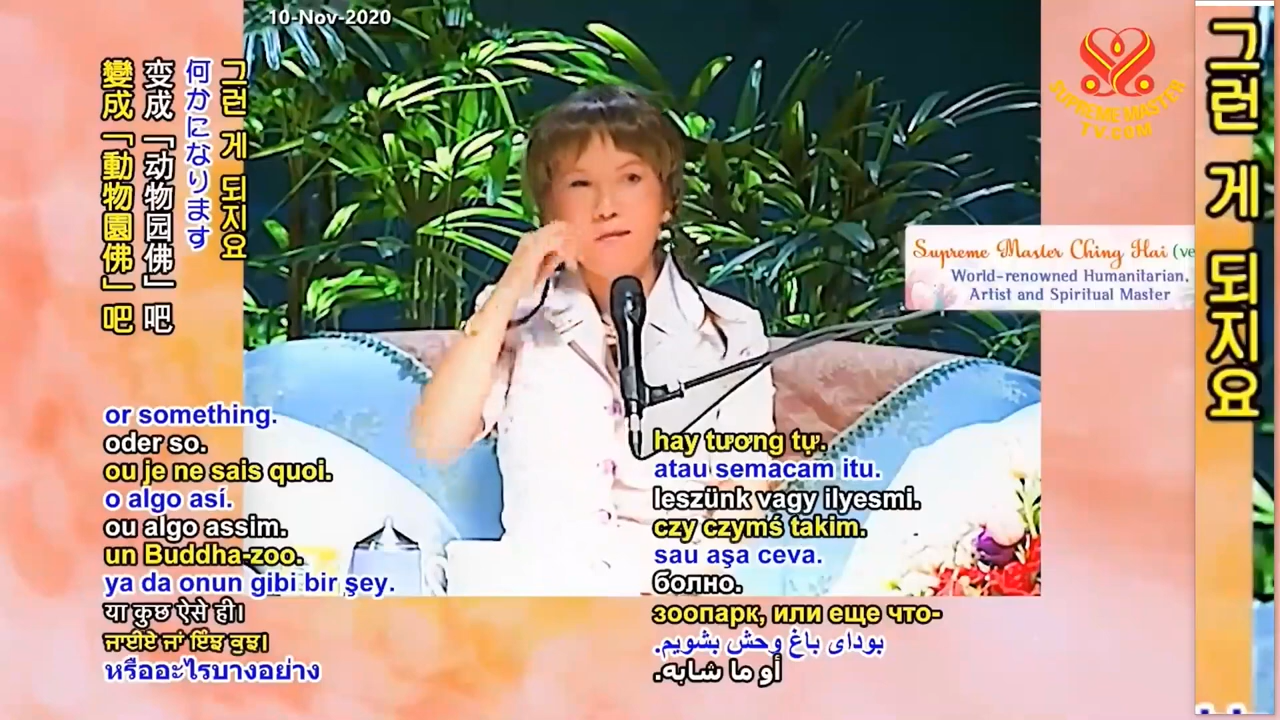 10-Nov-2020
SUPREME MASTER
TV.COM
그런 게 되지요
何かになります
变成「动物园佛」吧
變成「動物園佛」吧
Supreme Master Ching Hai (ve
World-renowned Humanitarian,
Artist and Spiritual Master
or something.
oder so.
ou je ne sais quoi.
o algo así.
ou algo assim.
un Buddha-zoo.
ya da onun gibi bir şey.
या कुछ ऐसे ही।
ਜਾਈਏ ਜਾਂ ਇੰਝ ਕੁਝ।
หรืออะไรบางอย่าง
hay tương tự.
atau semacam itu.
leszünk vagy ilyesmi.
czy czymś takim.
sau aşa ceva.
болно.
зоопарк, или еще что-
بودای باغ وحش بشویم.
أو ما شابه.
그런 게 되지요